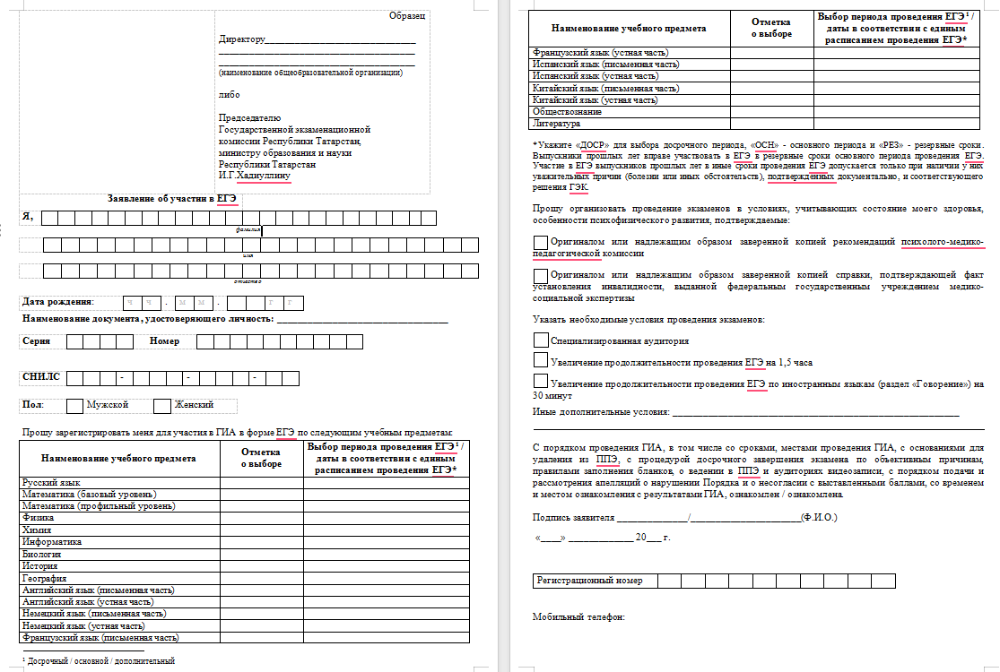 Образец
Директору
(наименование общеобразовательной организации)
либо
Председателю
Государственной экзаменационной
комиссии Республики Татарстан,
министру образования и науки
Республики Татарстан
И.Г.Хадиуллину
Заявление об участии в ЕГЭ
Я,
фамилия
имя
отчество
Дата рождения: ч ч . м м . г г
Наименование документа, удостоверяющего личность:
Серия Номер
СНИЛС - - -
Пол: Мужской Женский
Прошу зарегистрировать меня для участия в ГИА в форме ЕГЭ по следующим учебным предметам:
Наименование учебного предмета Отметка о выборе Выбор периода проведения ЕГЭ¹ / даты в соответствии с единым расписанием проведения ЕГЭ*
Русский язык
Математика (базовый уровень)
Математика (профильный уровень)
Физика
Химия
Информатика
Биология
История
География
Английский язык (письменная часть)
Английский язык (устная часть)
Немецкий язык (письменная часть)
Немецкий язык (устная часть)
Французский язык (письменная часть)
¹ Досрочный / основной / дополнительный
Наименование учебного предмета Отметка о выборе Выбор периода проведения ЕГЭ¹ / даты в соответствии с единым расписанием проведения ЕГЭ*
Французский язык (устная часть)
Испанский язык (письменная часть)
Испанский язык (устная часть)
Китайский язык (письменная часть)
Китайский язык (устная часть)
Обществознание
Литература
*Укажите «ДОСР» для выбора досрочного периода, «ОСН» - основного периода и «РЕЗ» - резервные сроки.
Выпускники прошлых лет вправе участвовать в ЕГЭ в резервные сроки основного периода проведения ЕГЭ.
Участие в ЕГЭ выпускников прошлых лет в иные сроки проведения ЕГЭ допускается только при наличии у них
уважительных причин (болезни или иных обстоятельств), подтверждённых документально, и соответствующего
решения ГЭК.
Прошу организовать проведение экзаменов в условиях, учитывающих состояние моего здоровья,
особенности психофизического развития, подтверждаемые:
Оригиналом или надлежащим образом заверенной копией рекомендаций психолого-медико-
педагогической комиссии
Оригиналом или надлежащим образом заверенной копией справки, подтверждающей факт
установления инвалидности, выданной федеральным государственным учреждением медико-
социальной экспертизы
Указать необходимые условия проведения экзаменов:
Специализированная аудитория
Увеличение продолжительности проведения ЕГЭ на 1,5 часа
Увеличение продолжительности проведения ЕГЭ по иностранным языкам (раздел «Говорение») на
30 минут
Иные дополнительные условия:
С порядком проведения ГИА, в том числе со сроками, местами проведения ГИА, с основаниями для
удаления из ППЭ, с процедурой досрочного завершения экзамена по объективным причинам,
правилами заполнения бланков, о ведении в ППЭ и аудиториях видеозаписи, с порядком подачи и
рассмотрения апелляций о нарушении Порядка и о несогласии с выставленными баллами, со временем
и местом ознакомления с результатами ГИА, ознакомлен / ознакомлена.
Подпись заявителя ______________/______________________(Ф.И.О.)
«____» _____________ 20___ г.
Регистрационный номер
Мобильный телефон: